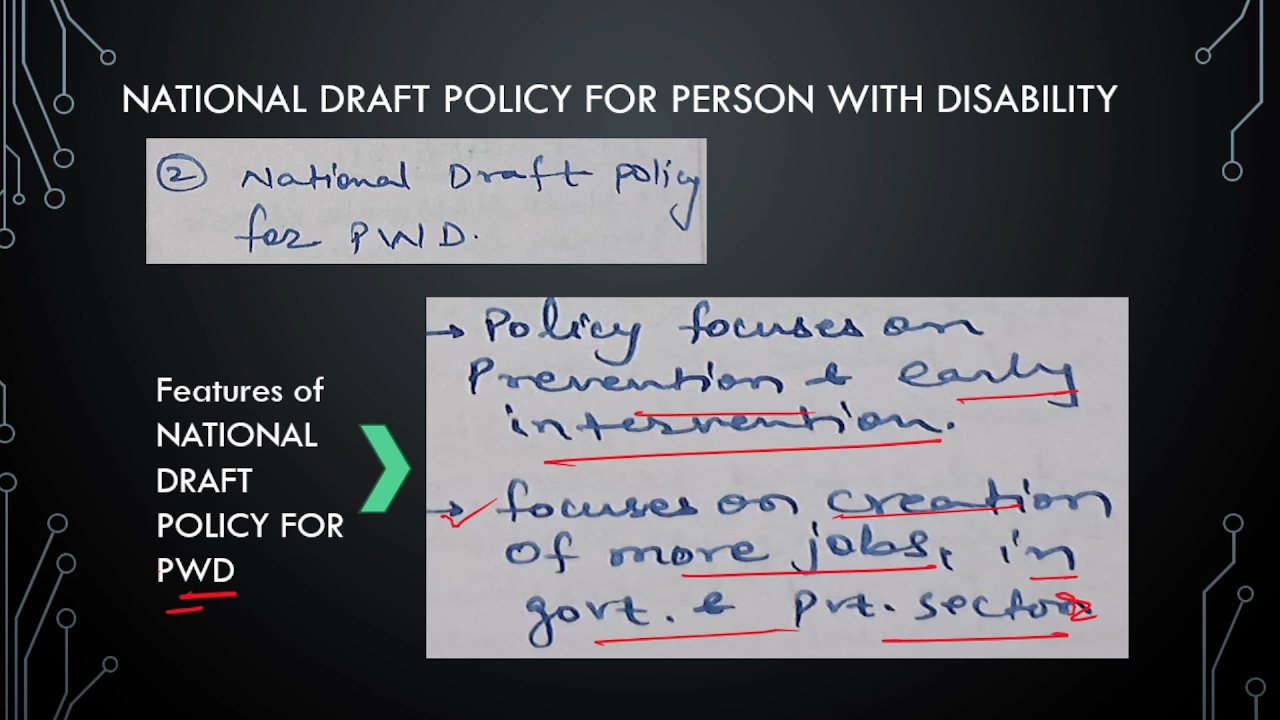 NATIONAL DRAFT POLICY FOR PERSON WITH DISABILITY
② National Draft policy
for PWD.
Features of
NATIONAL
DRAFT
POLICY FOR
PWD
→ Policy focuses on
Prevention & early
intervention.
→ focuses on creation
of more jobs, in
govt. & Pvt. sector.